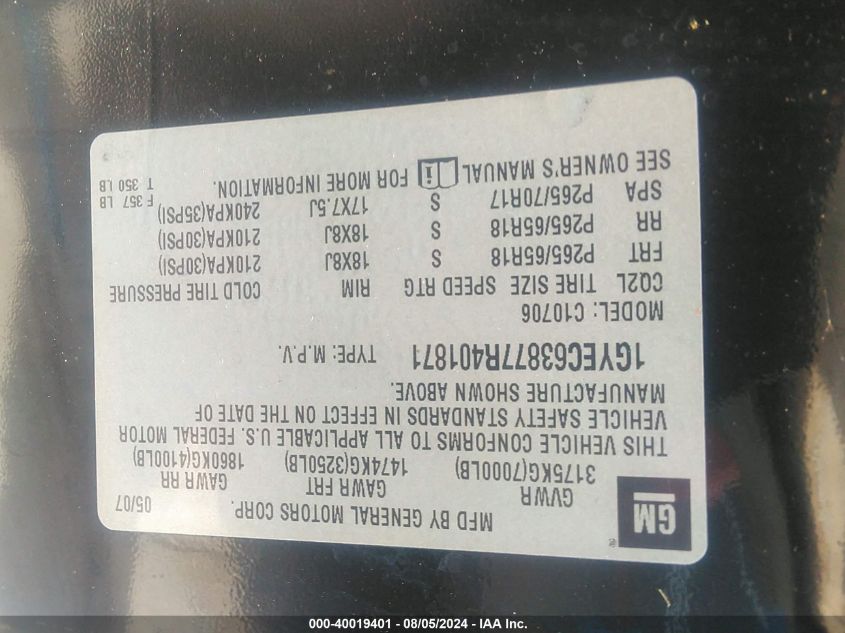 GM ®
MFD BY GENERAL MOTORS CORP. 05/07
GVWR GAWR FRT GAWR RR
3175KG(7000LB) 1474KG(3250LB) 1860KG(4100LB)
THIS VEHICLE CONFORMS TO ALL APPLICABLE U.S. FEDERAL MOTOR
VEHICLE SAFETY STANDARDS IN EFFECT ON THE DATE OF
MANUFACTURE SHOWN ABOVE.
1GYEC63877R401871 TYPE: M.P.V.
MODEL: C10706
CQ2L TIRE SIZE SPEED RTG RIM COLD TIRE PRESSURE
FRT P265/65R18 S 18X8J 210KPA(30PSI)
RR P265/65R18 S 18X8J 210KPA(30PSI)
SPA P265/70R17 S 17X7.5J 240KPA(35PSI) F 357 LB
SEE OWNER'S MANUAL i FOR MORE INFORMATION. T 350 LB
000-40019401 - 08/05/2024 - IAA Inc.